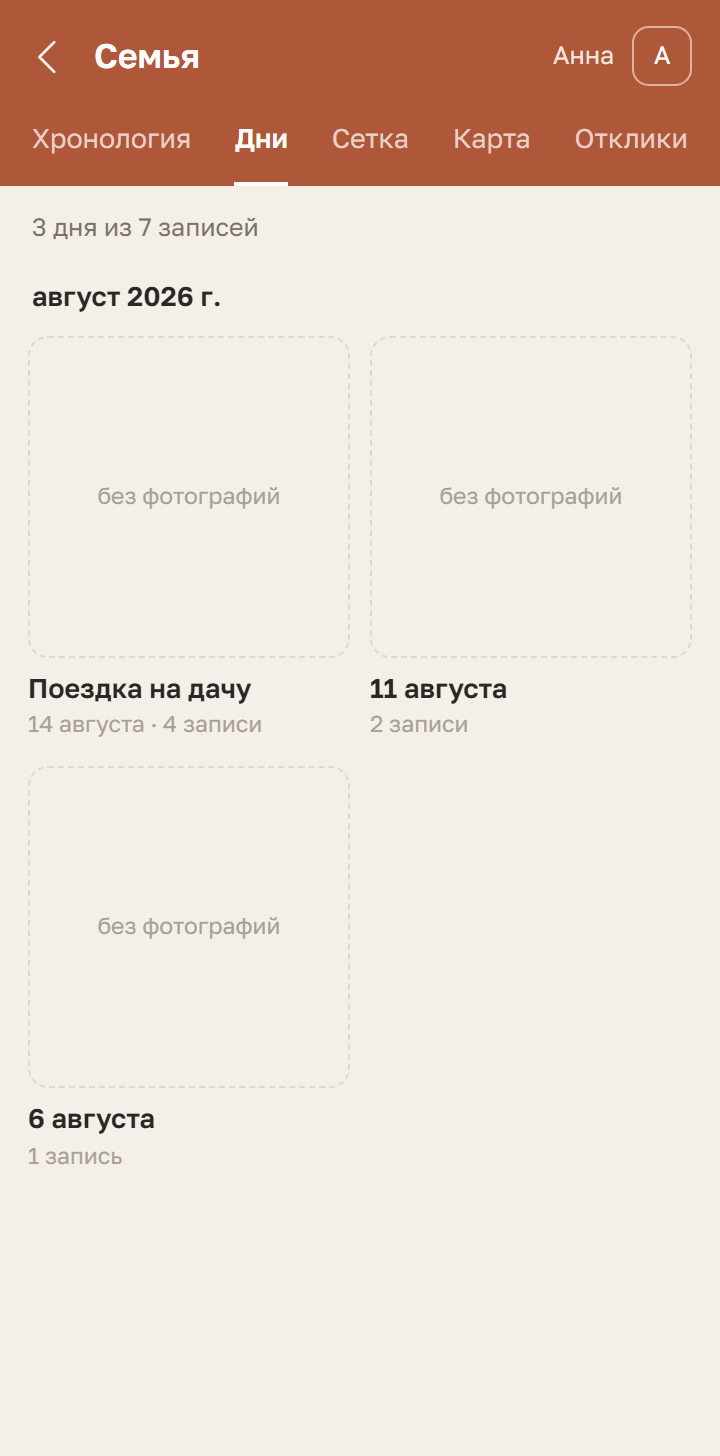 Семья
Анна
А
Хронология
Дни
Сетка
Карта
Отклики
3 дня из 7 записей
август 2026 г.
без фотографий
без фотографий
Поездка на дачу
14 августа · 4 записи
11 августа
2 записи
без фотографий
6 августа
1 запись